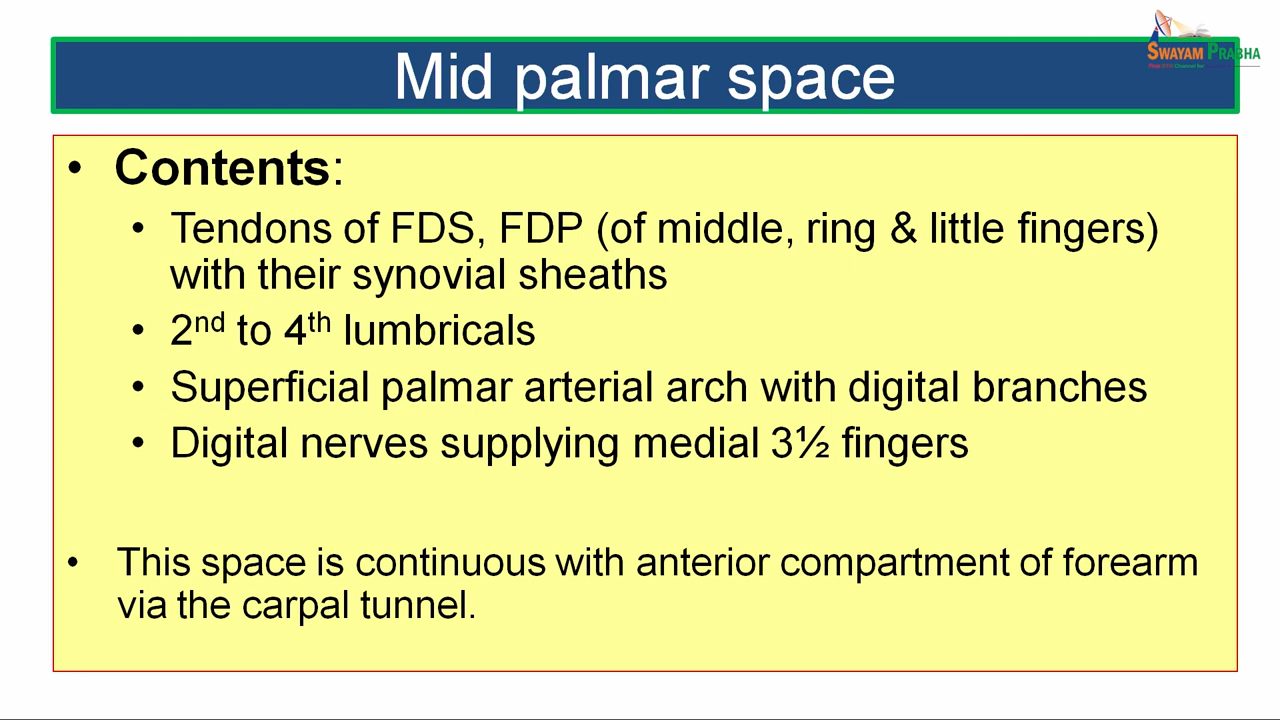 SWAYAM PRABHA
Mid palmar space
• Contents:
• Tendons of FDS, FDP (of middle, ring & little fingers)
with their synovial sheaths
• 2nd to 4th lumbricals
• Superficial palmar arterial arch with digital branches
• Digital nerves supplying medial 3½ fingers
• This space is continuous with anterior compartment of forearm
via the carpal tunnel.